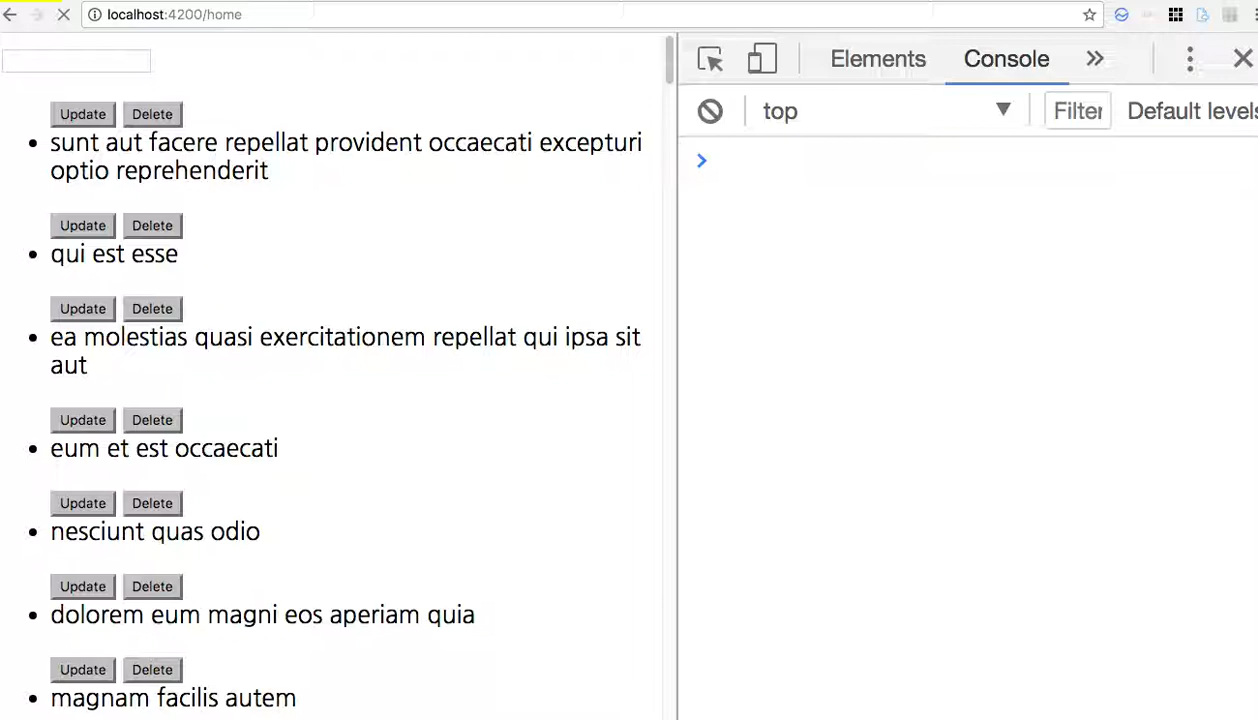 localhost:4200/home
Elements Console
top Filter Default levels
Update Delete
sunt aut facere repellat provident occaecati excepturi
optio reprehenderit
Update Delete
qui est esse
Update Delete
ea molestias quasi exercitationem repellat qui ipsa sit
aut
Update Delete
eum et est occaecati
Update Delete
nesciunt quas odio
Update Delete
dolorem eum magni eos aperiam quia
Update Delete
magnam facilis autem